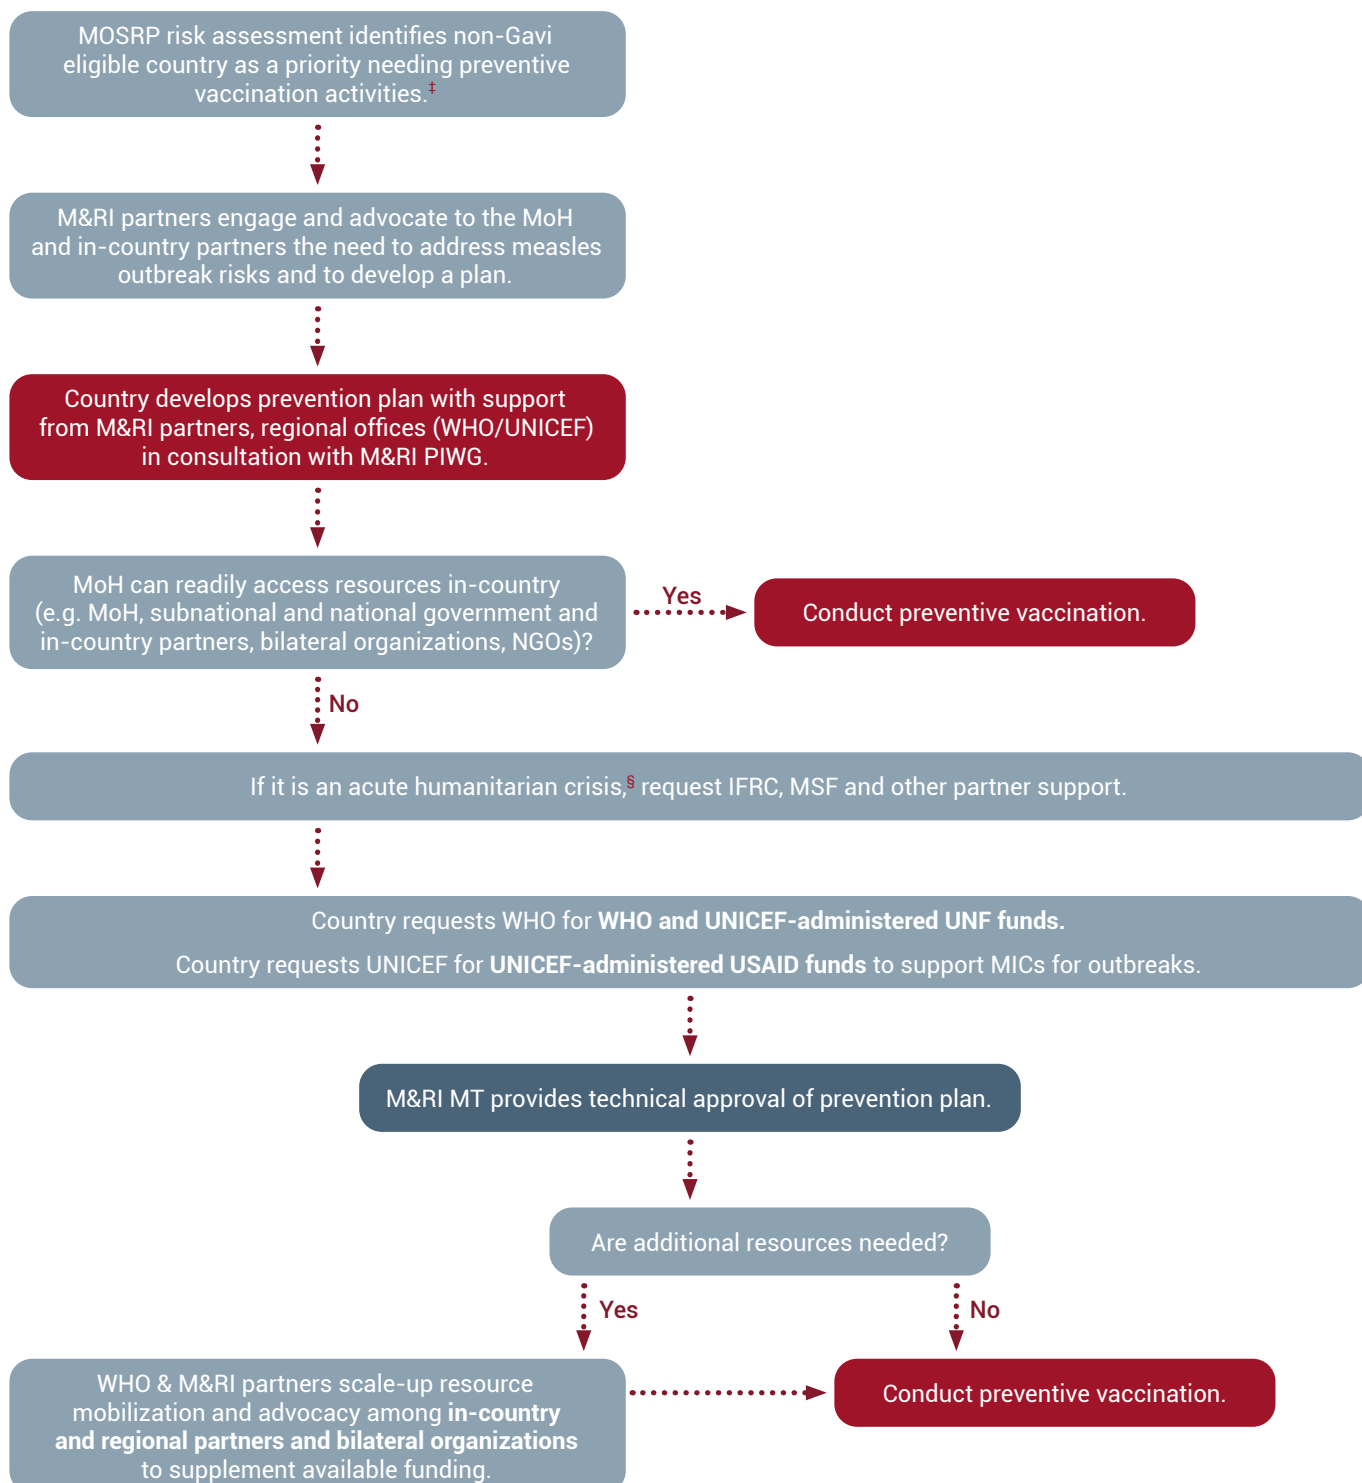 MOSRP risk assessment identifies non-Gavi
eligible country as a priority needing preventive
vaccination activities.‡
M&RI partners engage and advocate to the MoH
and in-country partners the need to address measles
outbreak risks and to develop a plan.
Country develops prevention plan with support
from M&RI partners, regional offices (WHO/UNICEF)
in consultation with M&RI PIWG.
MoH can readily access resources in-country
(e.g. MoH, subnational and national government and
in-country partners, bilateral organizations, NGOs)?
Yes
Conduct preventive vaccination.
No
If it is an acute humanitarian crisis,§ request IFRC, MSF and other partner support.
Country requests WHO for WHO and UNICEF-administered UNF funds.
Country requests UNICEF for UNICEF-administered USAID funds to support MICs for outbreaks.
M&RI MT provides technical approval of prevention plan.
Are additional resources needed?
Yes
No
WHO & M&RI partners scale-up resource
mobilization and advocacy among in-country
and regional partners and bilateral organizations
to supplement available funding.
Conduct preventive vaccination.